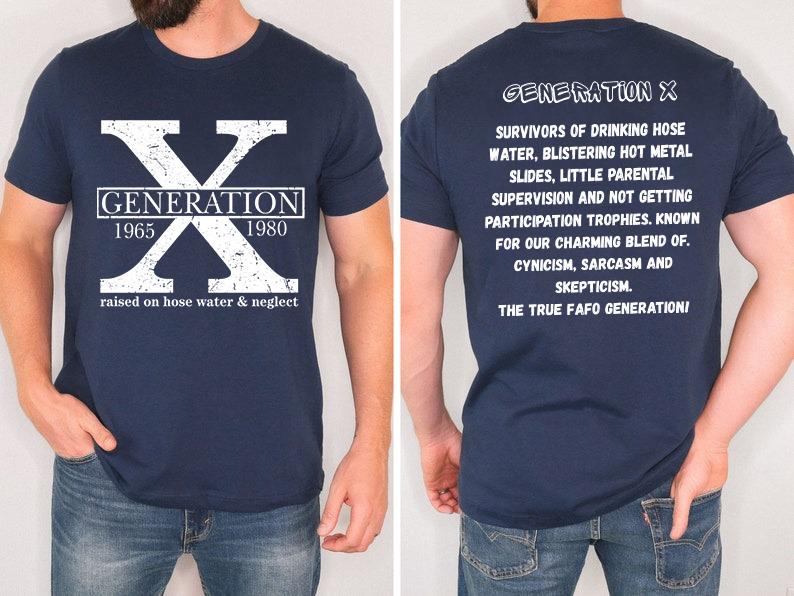 X
GENERATION
1965 1980
raised on hose water & neglect
GENERATION X
SURVIVORS OF DRINKING HOSE
WATER, BLISTERING HOT METAL
SLIDES, LITTLE PARENTAL
SUPERVISION AND NOT GETTING
PARTICIPATION TROPHIES. KNOWN
FOR OUR CHARMING BLEND OF.
CYNICISM, SARCASM AND
SKEPTICISM.
THE TRUE FAFO GENERATION!